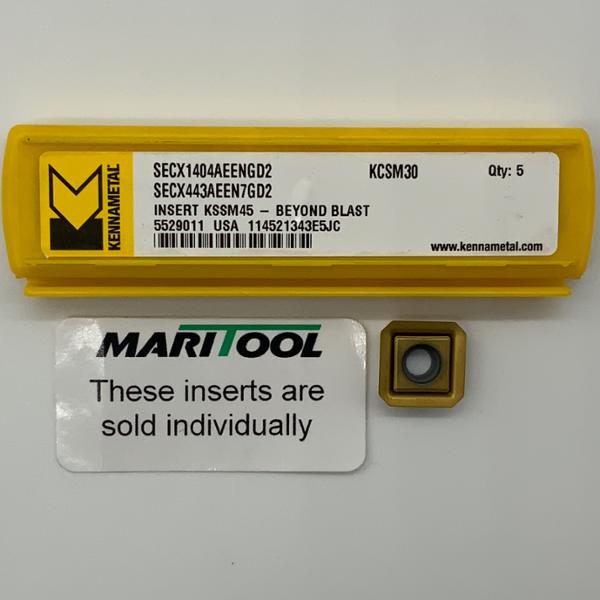 KENNAMETAL
SECX1404AEENGD2 KCSM30 Qty: 5
SECX443AEEN7GD2
INSERT KSSM45 – BEYOND BLAST
5529011 USA 114521343E5JC
www.kennametal.com
MARITOOL
These inserts are
sold individually